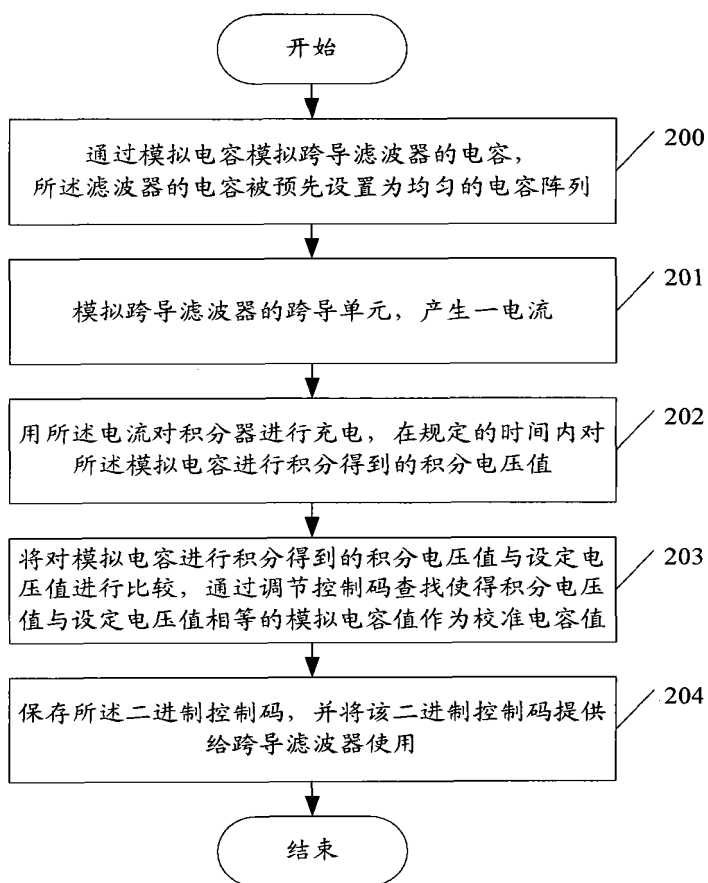 开始
通过模拟电容模拟跨导滤波器的电容，
所述滤波器的电容被预先设置为均匀的电容阵列
200
模拟跨导滤波器的跨导单元，产生一电流
201
用所述电流对积分器进行充电，在规定的时间内对
所述模拟电容进行积分得到的积分电压值
202
将对模拟电容进行积分得到的积分电压值与设定电
压值进行比较，通过调节控制码查找使得积分电压
值与设定电压值相等的模拟电容值作为校准电容值
203
保存所述二进制控制码，并将该二进制控制码提供
给跨导滤波器使用
204
结束